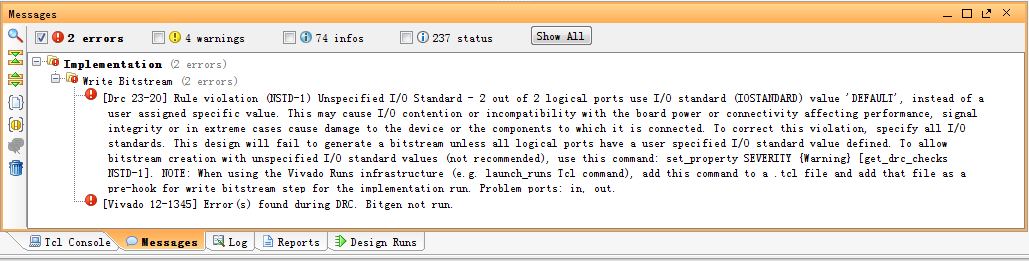 Messages
2 errors 4 warnings 74 infos 237 status Show All
Implementation (2 errors)
Write Bitstream (2 errors)
[Drc 23-20] Rule violation (NSTD-1) Unspecified I/O Standard - 2 out of 2 logical ports use I/O standard (IOSTANDARD) value 'DEFAULT', instead of a
user assigned specific value. This may cause I/O contention or incompatibility with the board power or connectivity affecting performance, signal
integrity or in extreme cases cause damage to the device or the components to which it is connected. To correct this violation, specify all I/O
standards. This design will fail to generate a bitstream unless all logical ports have a user specified I/O standard value defined. To allow
bitstream creation with unspecified I/O standard values (not recommended), use this command: set_property SEVERITY {Warning} [get_drc_checks
NSTD-1]. NOTE: When using the Vivado Runs infrastructure (e.g. launch_runs Tcl command), add this command to a .tcl file and add that file as a
pre-hook for write bitstream step for the implementation run. Problem ports: in, out.
[Vivado 12-1345] Error(s) found during DRC. Bitgen not run.
Tcl Console Messages Log Reports Design Runs